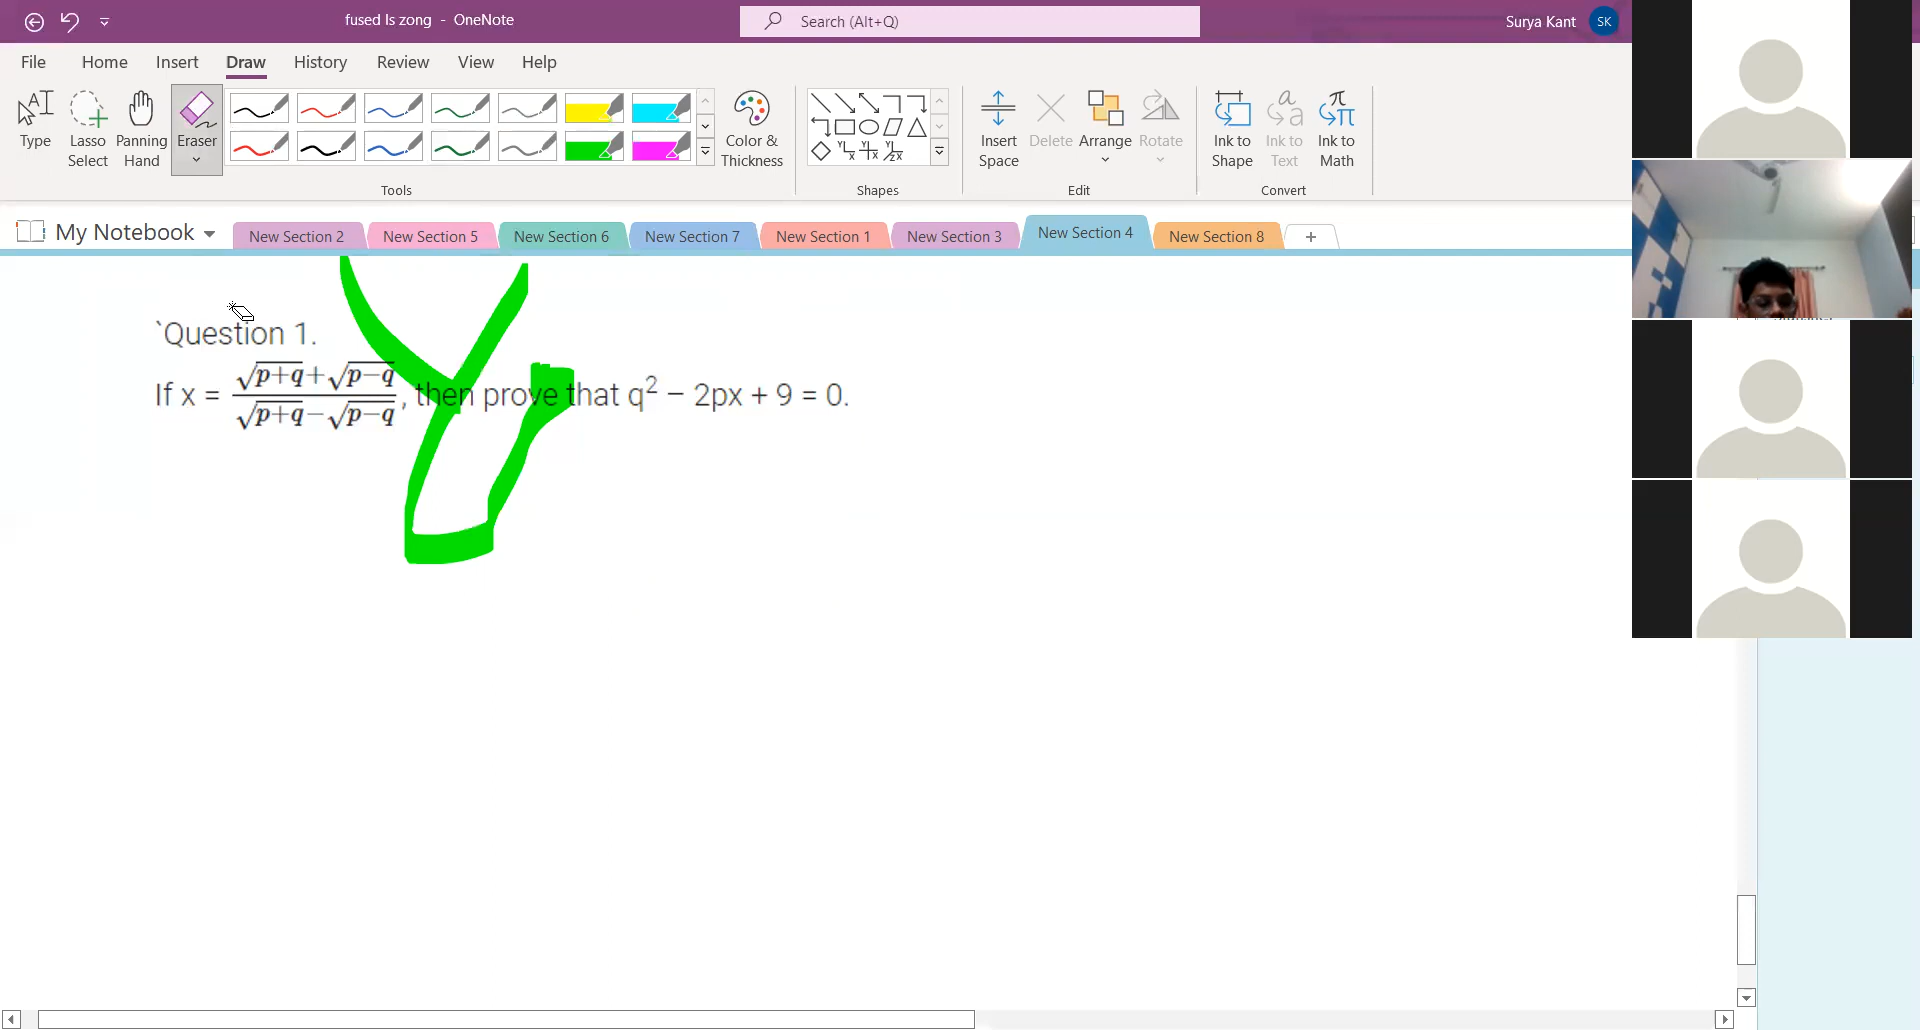 fused Is zong - OneNote
Search (Alt+Q)
Surya Kant SK
File Home Insert Draw History Review View Help
Type
Lasso Select
Panning Hand
Eraser
Color & Thickness
Insert Space
Delete
Arrange
Rotate
Ink to Shape
Ink to Text
Ink to Math
Tools
Shapes
Edit
Convert
My Notebook
New Section 2
New Section 5
New Section 6
New Section 7
New Section 1
New Section 3
New Section 4
New Section 8
+
`Question 1.
If x = (√(p+q)+√(p−q))/(√(p+q)−√(p−q)), then prove that q² − 2px + 9 = 0.